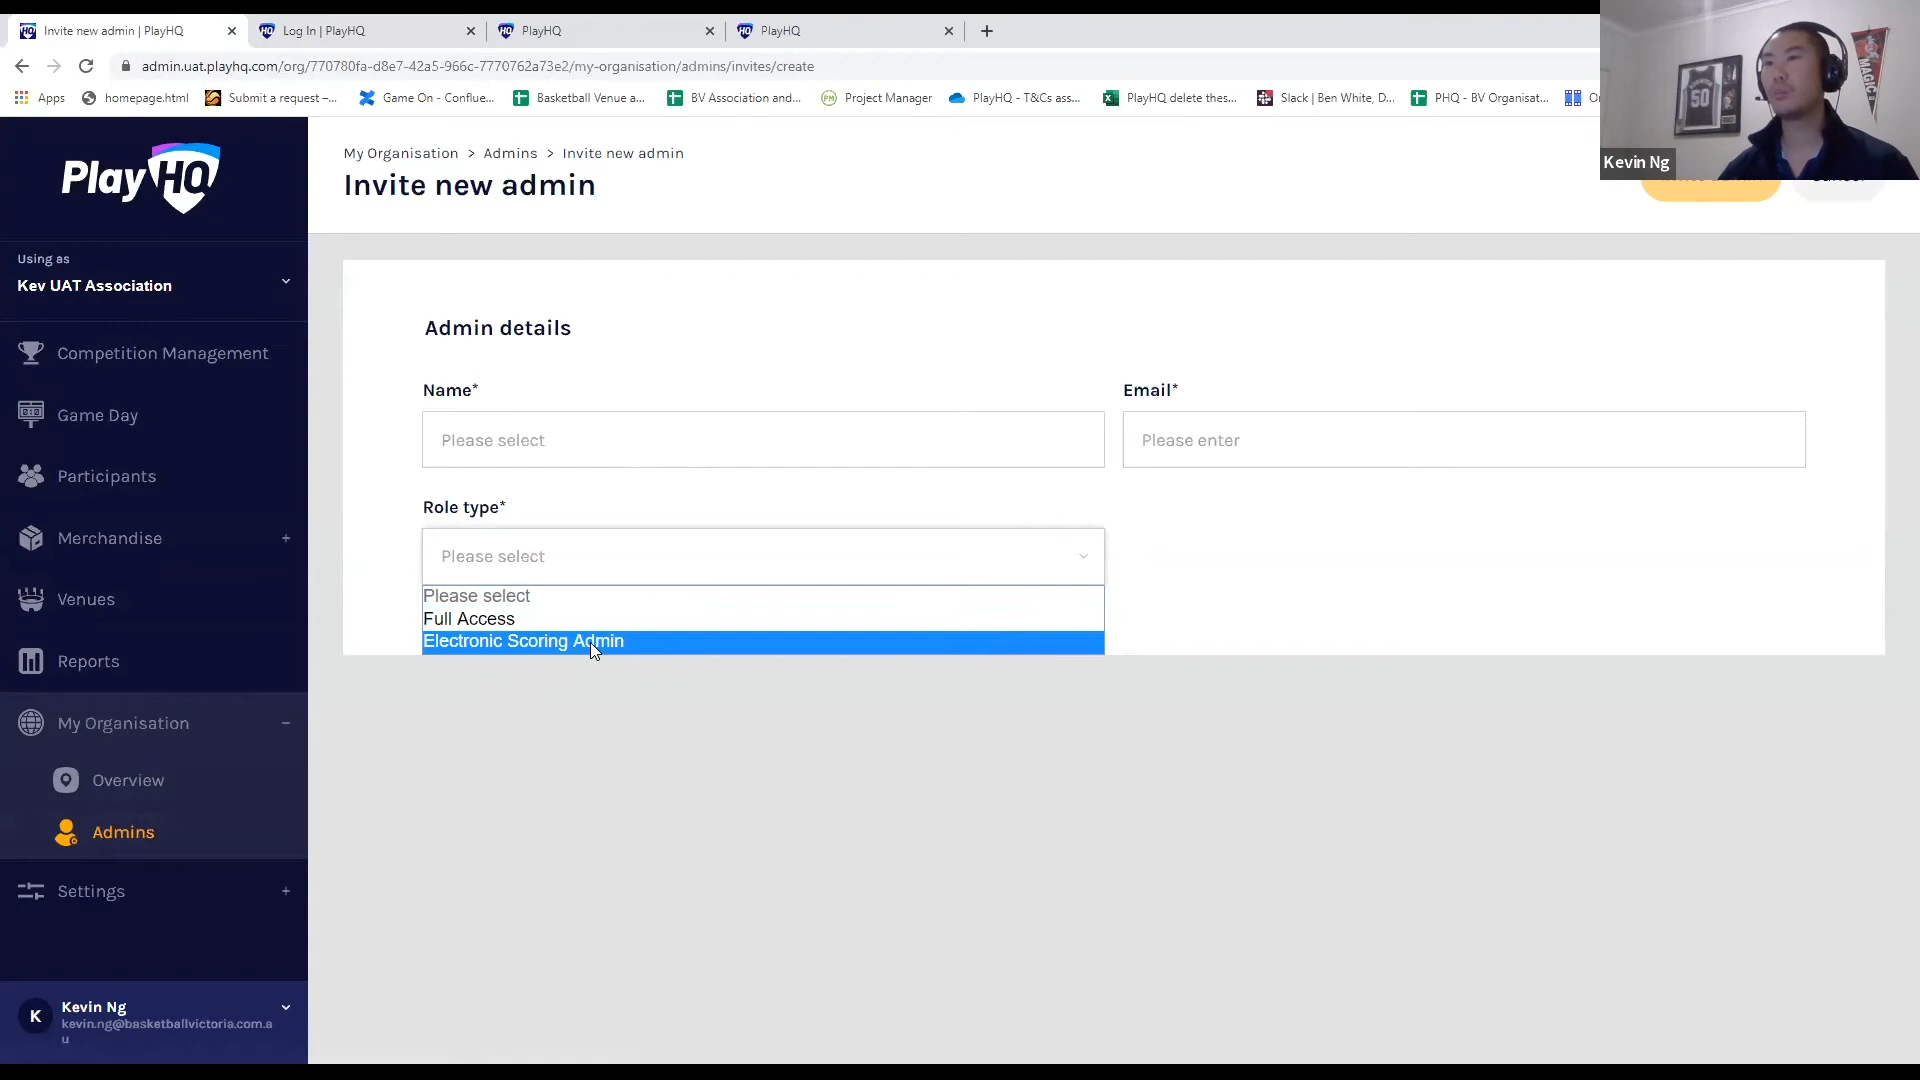 Invite new admin | PlayHQ
Log In | PlayHQ
PlayHQ
PlayHQ
admin.uat.playhq.com/org/770780fa-d8e7-42a5-966c-7770762a73e2/my-organisation/admins/invites/create
Apps
homepage.html
Submit a request –...
Game On - Conflue...
Basketball Venue a...
BV Association and...
Project Manager
PlayHQ - T&Cs ass...
PlayHQ delete thes...
Slack | Ben White, D...
PHQ - BV Organisat...
MAGIC
50
Kevin Ng
PlayHQ
Using as
Kev UAT Association
Competition Management
Game Day
Participants
Merchandise
Venues
Reports
My Organisation
Overview
Admins
Settings
K
Kevin Ng
kevin.ng@basketballvictoria.com.a
u
My Organisation > Admins > Invite new admin
Invite new admin
Admin details
Name*
Please select
Email*
Please enter
Role type*
Please select
Please select
Full Access
Electronic Scoring Admin